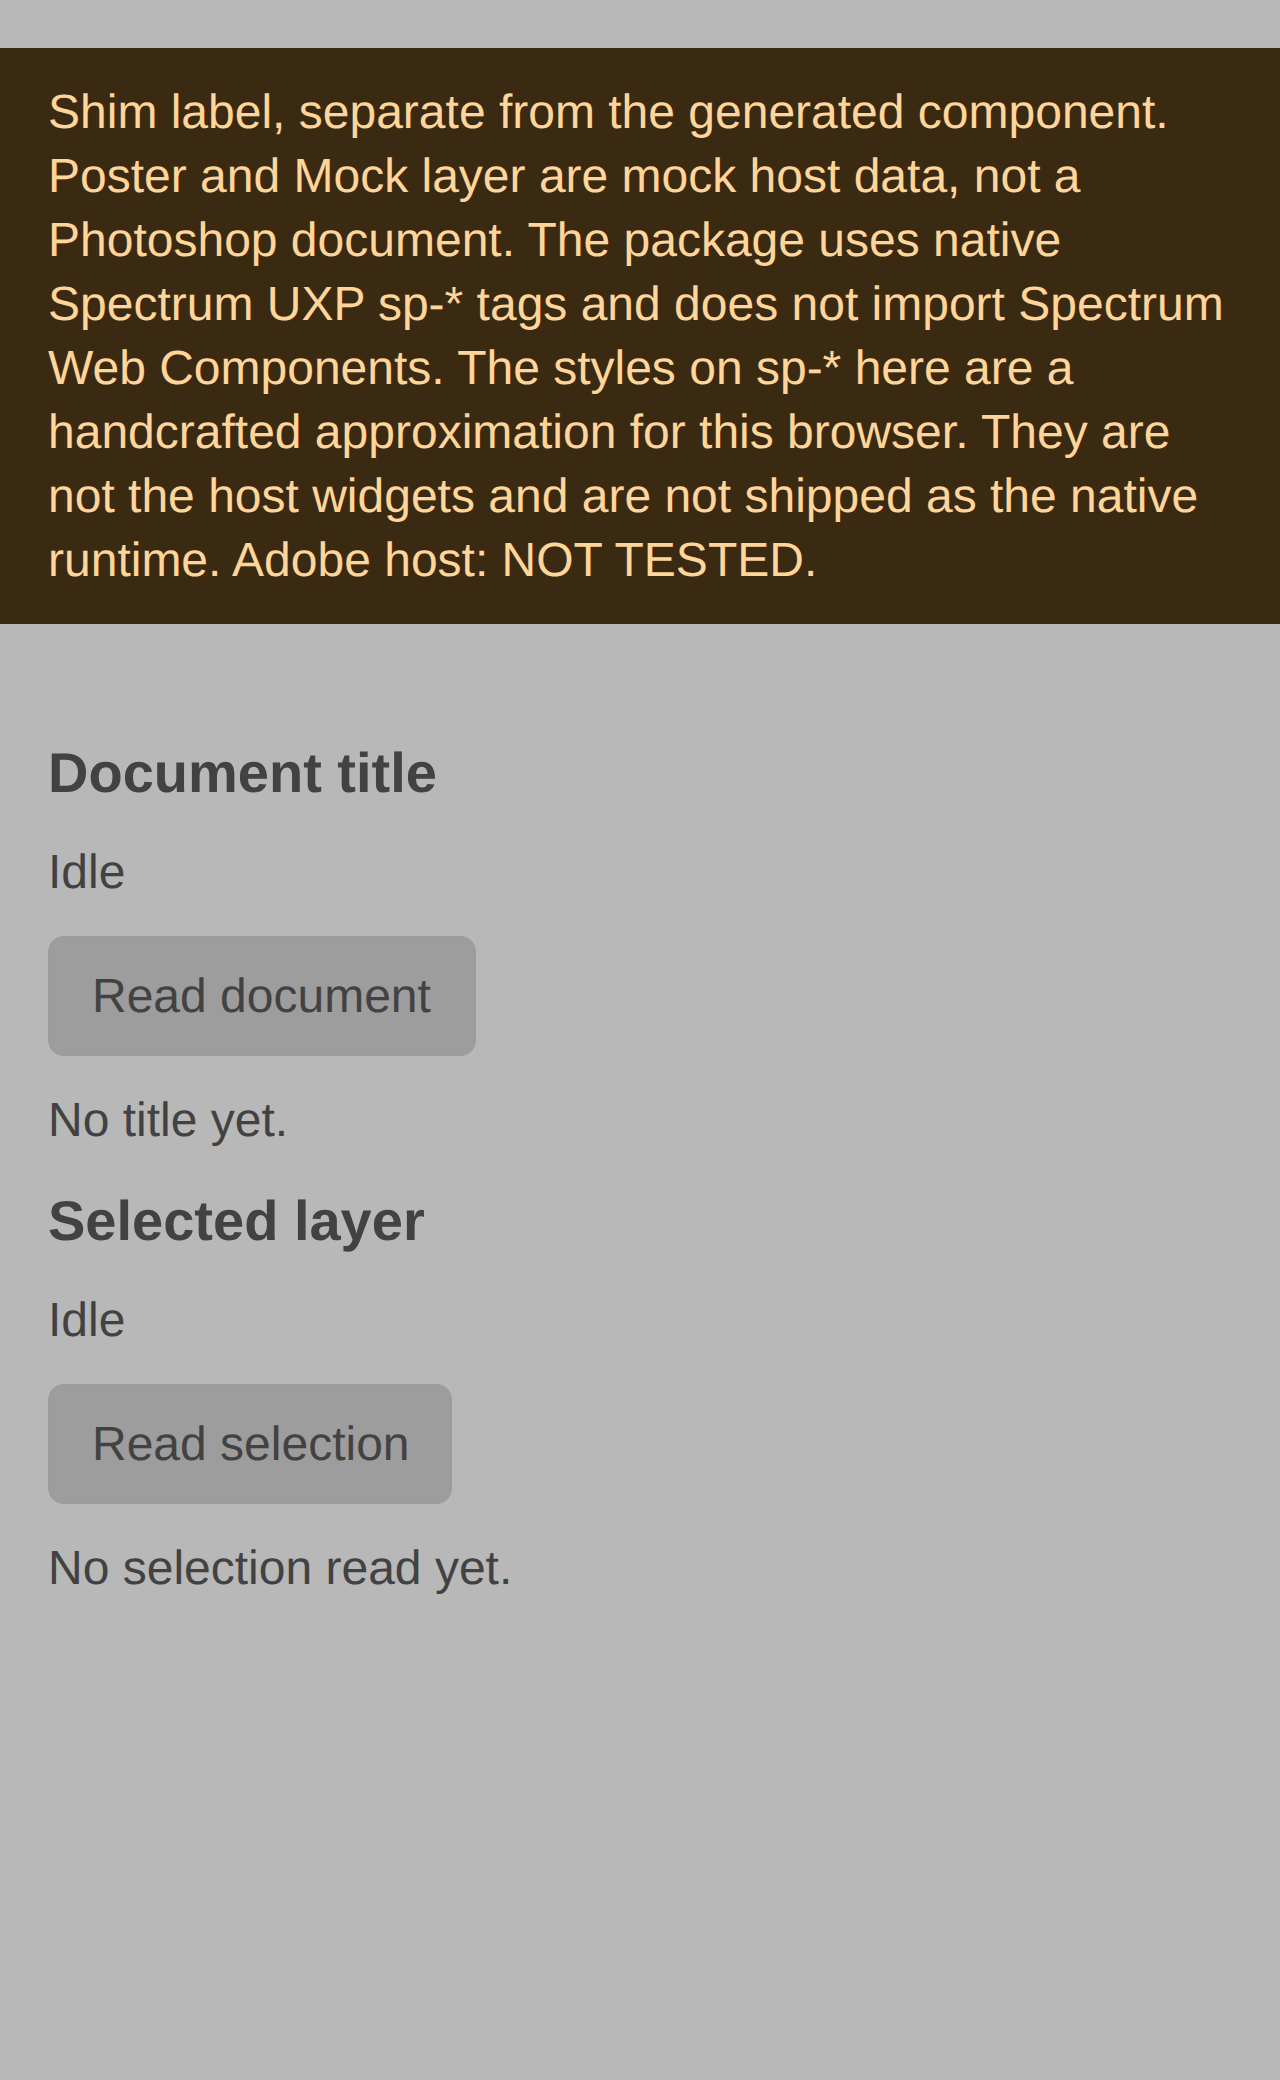 Shim label, separate from the generated component.
Poster and Mock layer are mock host data, not a
Photoshop document. The package uses native
Spectrum UXP sp-* tags and does not import Spectrum
Web Components. The styles on sp-* here are a
handcrafted approximation for this browser. They are
not the host widgets and are not shipped as the native
runtime. Adobe host: NOT TESTED.
Document title
Idle
Read document
No title yet.
Selected layer
Idle
Read selection
No selection read yet.